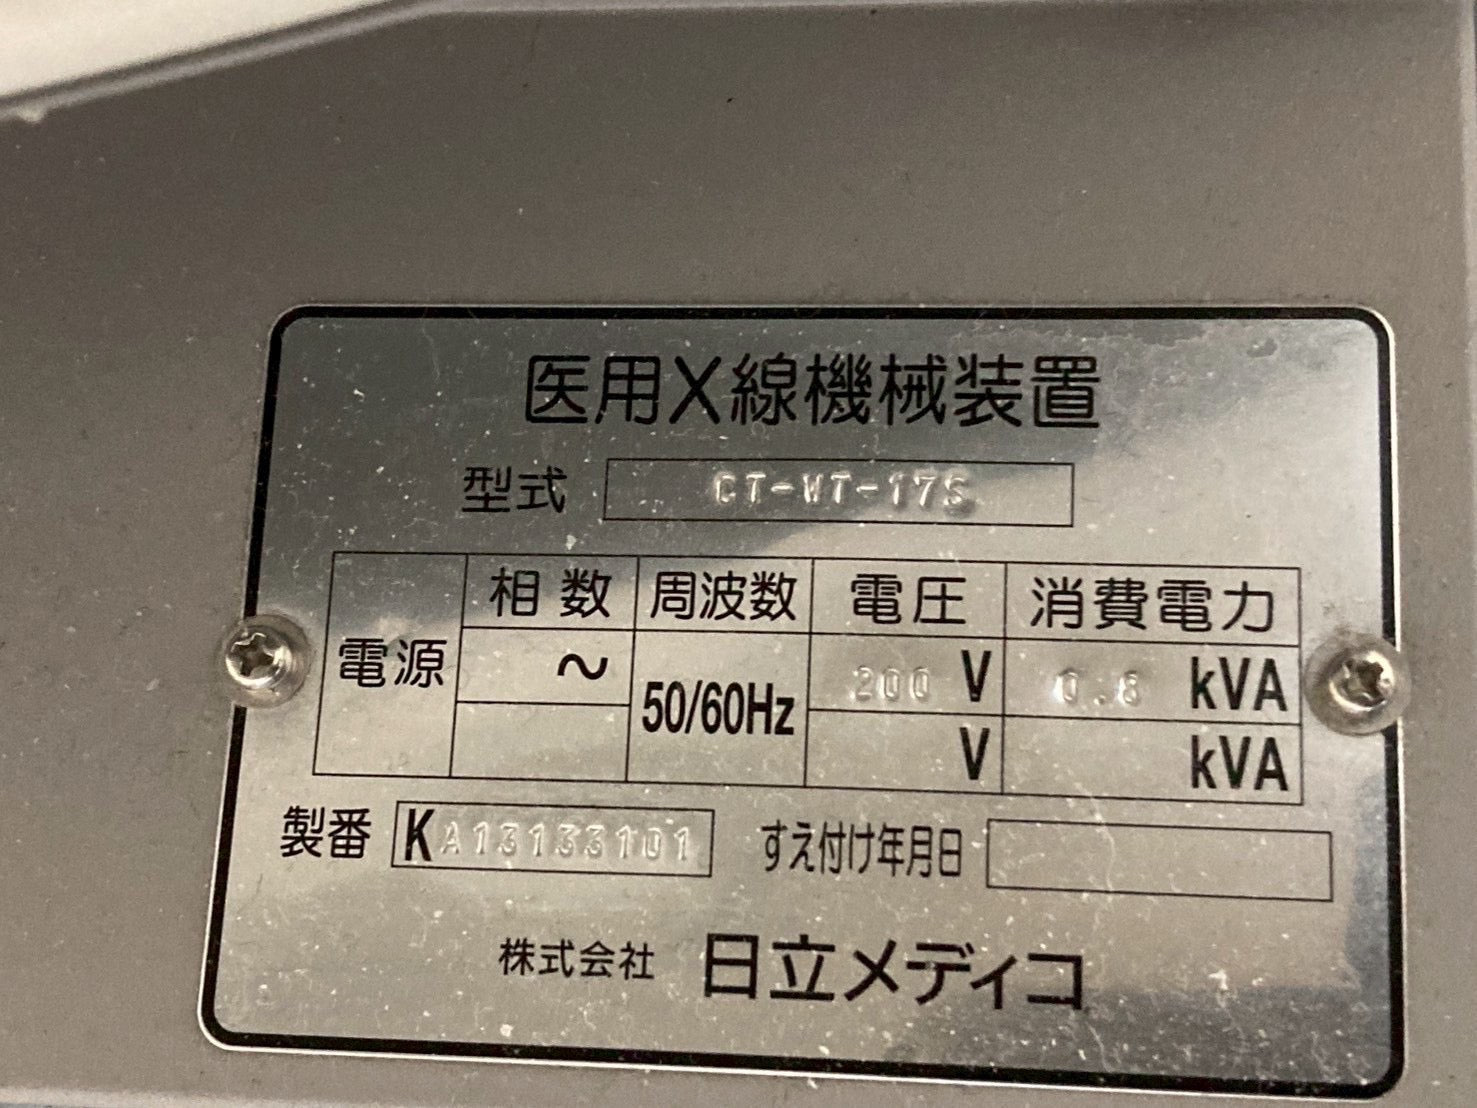 医用X線機械装置
型式 CT-WT-17S
電源 相数 周波数 電圧 消費電力
～ 50/60Hz 200 V 0.8 kVA
V kVA
製番 KA13133101 すえ付け年月日
株式会社 日立メディコ